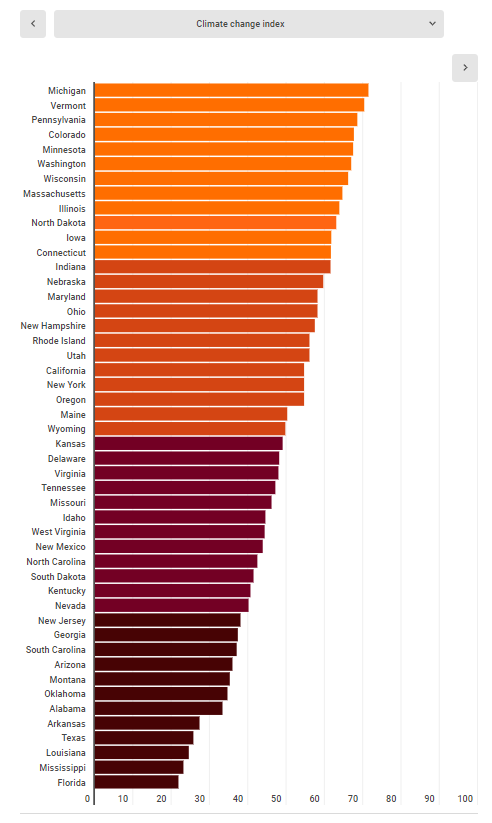 Climate change index
Michigan
Vermont
Pennsylvania
Colorado
Minnesota
Washington
Wisconsin
Massachusetts
Illinois
North Dakota
Iowa
Connecticut
Indiana
Nebraska
Maryland
Ohio
New Hampshire
Rhode Island
Utah
California
New York
Oregon
Maine
Wyoming
Kansas
Delaware
Virginia
Tennessee
Missouri
Idaho
West Virginia
New Mexico
North Carolina
South Dakota
Kentucky
Nevada
New Jersey
Georgia
South Carolina
Arizona
Montana
Oklahoma
Alabama
Arkansas
Texas
Louisiana
Mississippi
Florida
0 10 20 30 40 50 60 70 80 90 100